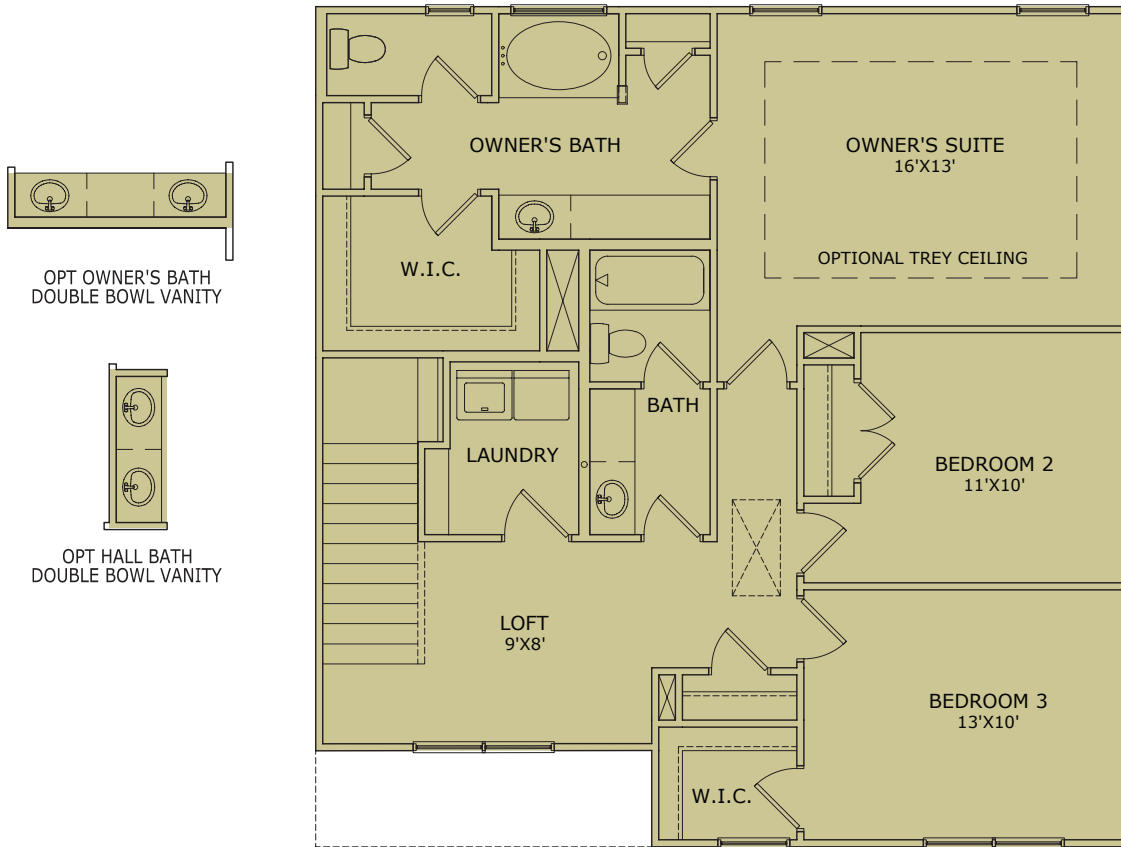 OWNER'S BATH
OWNER'S SUITE
16'X13'
OPTIONAL TREY CEILING
W.I.C.
OPT OWNER'S BATH
DOUBLE BOWL VANITY
BATH
LAUNDRY
BEDROOM 2
11'X10'
OPT HALL BATH
DOUBLE BOWL VANITY
LOFT
9'X8'
BEDROOM 3
13'X10'
W.I.C.